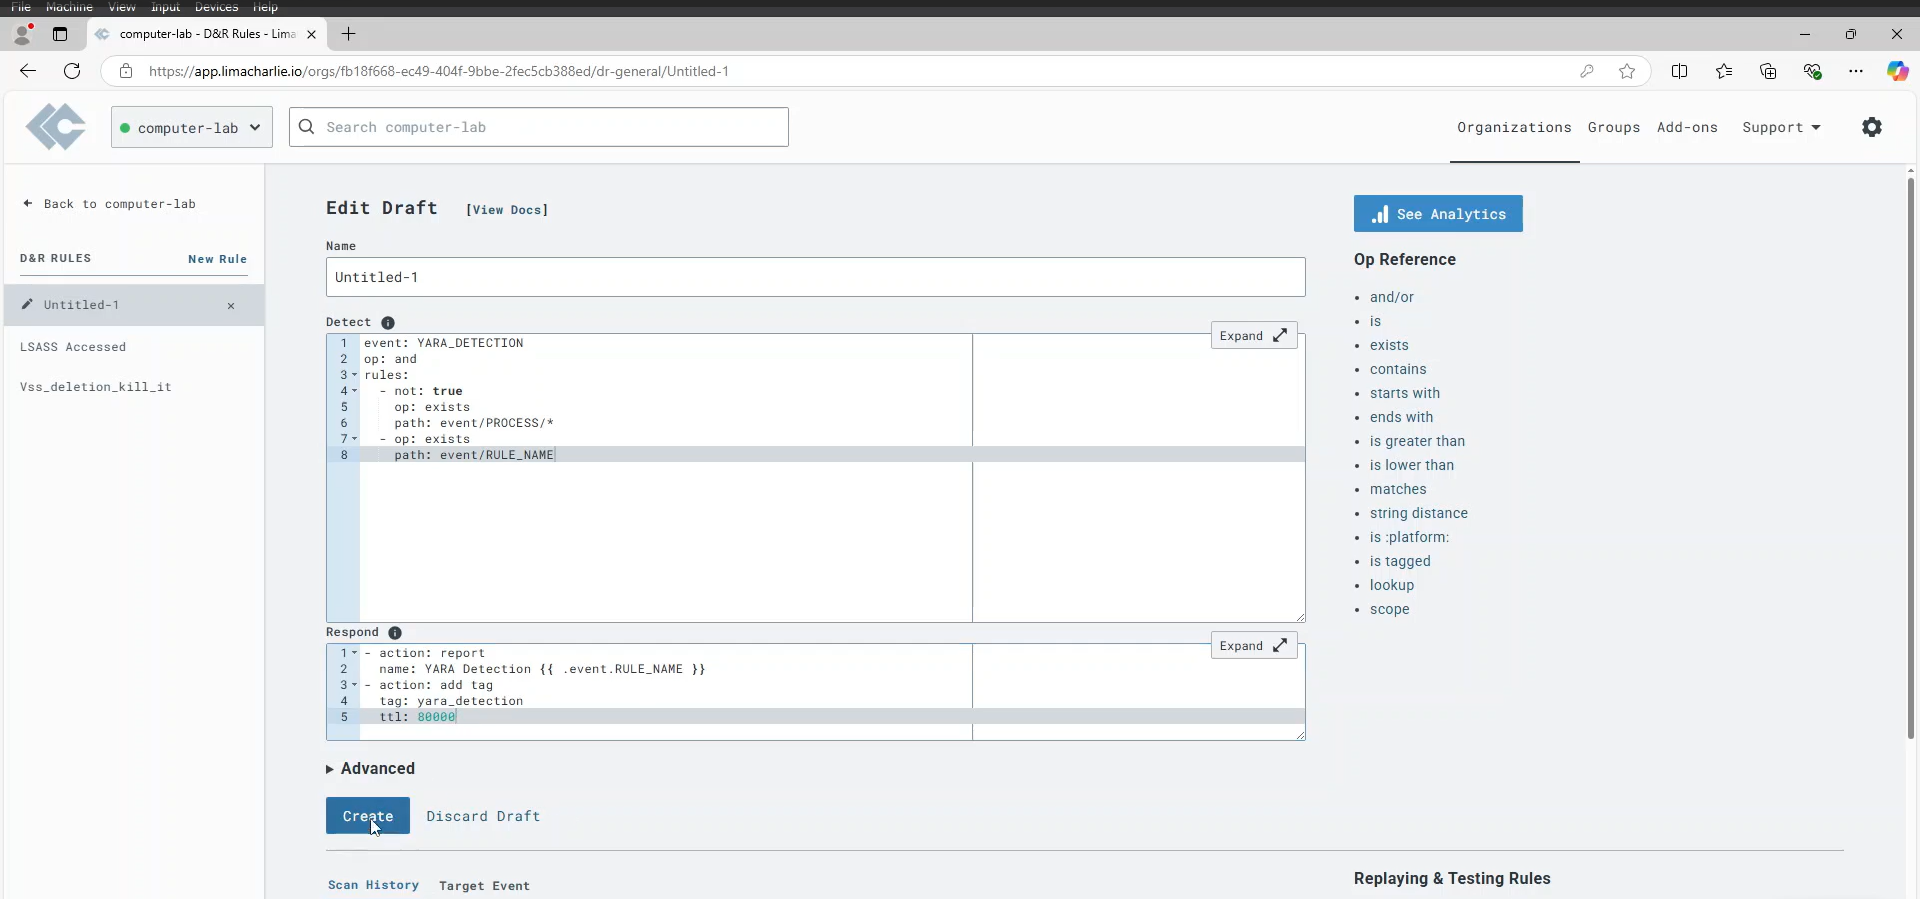 File Machine View Input Devices Help
computer-lab - D&R Rules - Lima
https://app.limacharlie.io/orgs/fb18f668-ec49-404f-9bbe-2fec5cb388ed/dr-general/Untitled-1
computer-lab
Search computer-lab
Organizations Groups Add-ons Support
Back to computer-lab
D&R RULES New Rule
Untitled-1
LSASS Accessed
Vss_deletion_kill_it
Edit Draft [View Docs]
Name
Untitled-1
Detect
Expand
1 event: YARA_DETECTION
2 op: and
3 rules:
4 - not: true
5 op: exists
6 path: event/PROCESS/*
7 - op: exists
8 path: event/RULE_NAME
Respond
Expand
1 - action: report
2 name: YARA Detection {{ .event.RULE_NAME }}
3 - action: add tag
4 tag: yara_detection
5 ttl: 80000
Advanced
Create Discard Draft
Scan History Target Event
See Analytics
Op Reference
• and/or
• is
• exists
• contains
• starts with
• ends with
• is greater than
• is lower than
• matches
• string distance
• is :platform:
• is tagged
• lookup
• scope
Replaying & Testing Rules